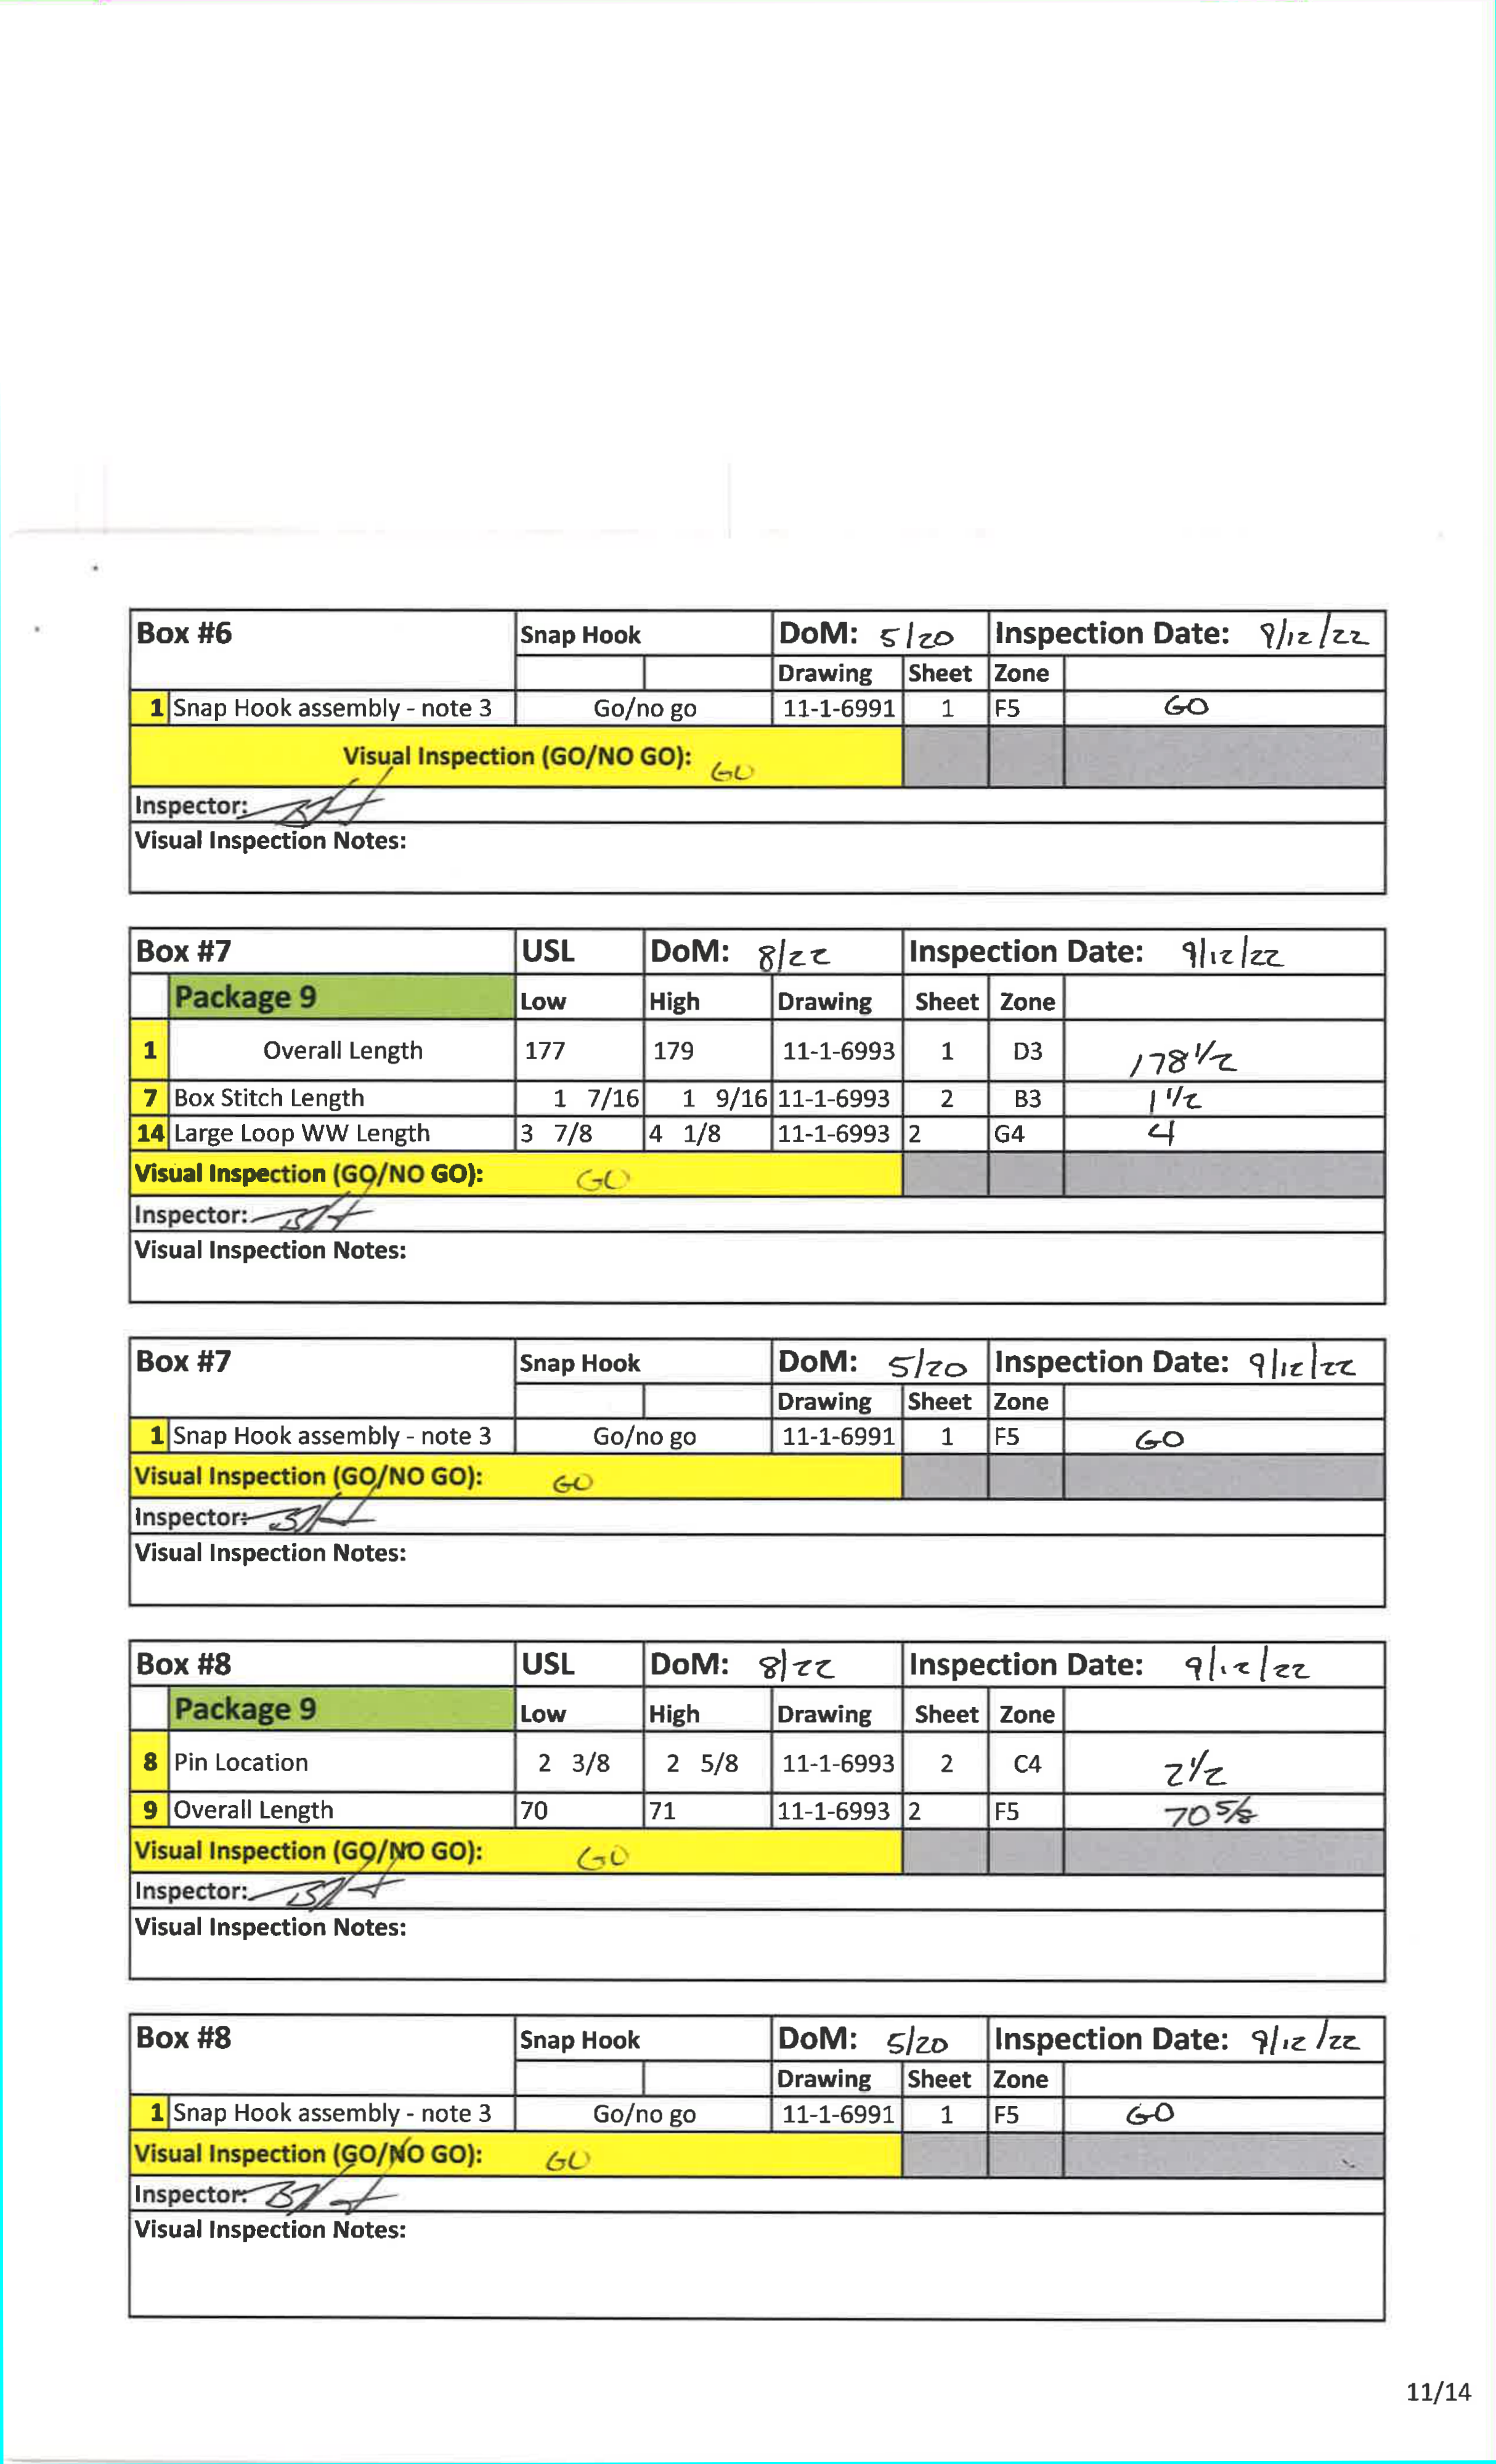 Box #6 Snap Hook DoM: 5/20 Inspection Date: 9/12/22
Drawing Sheet Zone
1 Snap Hook assembly - note 3 Go/no go 11-1-6991 1 F5 GO
Visual Inspection (GO/NO GO): GO
Inspector:
Visual Inspection Notes:
Box #7 USL DoM: 8/22 Inspection Date: 9/12/22
Package 9 Low High Drawing Sheet Zone
1 Overall Length 177 179 11-1-6993 1 D3 178 1/2
7 Box Stitch Length 1 7/16 1 9/16 11-1-6993 2 B3 1 1/2
14 Large Loop WW Length 3 7/8 4 1/8 11-1-6993 2 G4 4
Visual Inspection (GO/NO GO): GO
Inspector:
Visual Inspection Notes:
Box #7 Snap Hook DoM: 5/20 Inspection Date: 9/12/22
Drawing Sheet Zone
1 Snap Hook assembly - note 3 Go/no go 11-1-6991 1 F5 GO
Visual Inspection (GO/NO GO): GO
Inspector:
Visual Inspection Notes:
Box #8 USL DoM: 8/22 Inspection Date: 9/12/22
Package 9 Low High Drawing Sheet Zone
8 Pin Location 2 3/8 2 5/8 11-1-6993 2 C4 2 1/2
9 Overall Length 70 71 11-1-6993 2 F5 70 5/8
Visual Inspection (GO/NO GO): GO
Inspector:
Visual Inspection Notes:
Box #8 Snap Hook DoM: 5/20 Inspection Date: 9/12/22
Drawing Sheet Zone
1 Snap Hook assembly - note 3 Go/no go 11-1-6991 1 F5 GO
Visual Inspection (GO/NO GO): GO
Inspector:
Visual Inspection Notes:
11/14